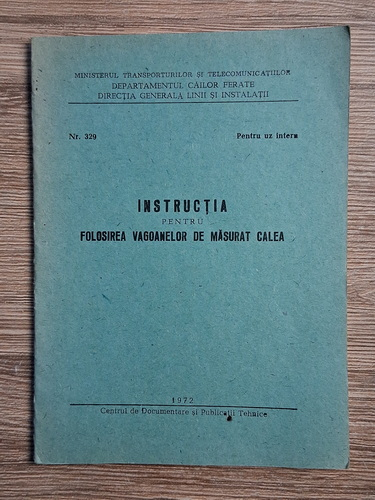 MINISTERUL TRANSPORTURILOR ȘI TELECOMUNICAȚIILOR
DEPARTAMENTUL CĂILOR FERATE
DIRECȚIA GENERALĂ LINII ȘI INSTALAȚII
Nr. 329
Pentru uz intern
INSTRUCȚIA
PENTRU
FOLOSIREA VAGOANELOR DE MĂSURAT CALEA
1972
Centrul de Documentare și Publicații Tehnice